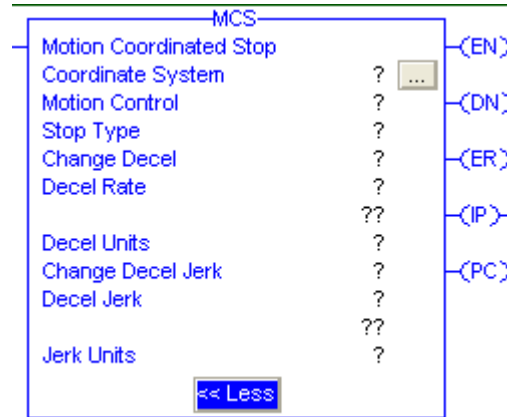 MCS
Motion Coordinated Stop (EN)
Coordinate System ? ...
Motion Control ? (DN)
Stop Type ?
Change Decel ? (ER)
Decel Rate ?
?? (IP)
Decel Units ?
Change Decel Jerk ? (PC)
Decel Jerk ?
??
Jerk Units ?
<< Less